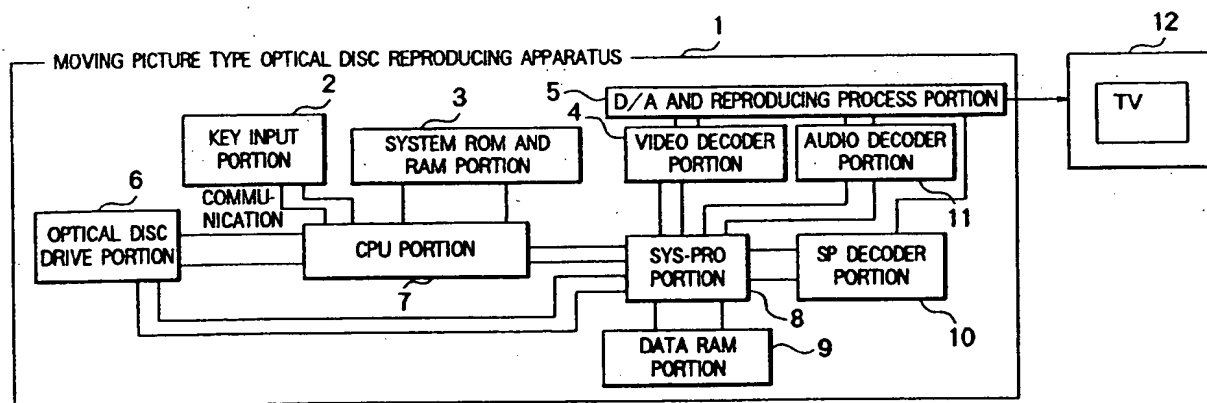 1
12
MOVING PICTURE TYPE OPTICAL DISC REPRODUCING APPARATUS
2
3
5
D/A AND REPRODUCING PROCESS PORTION
TV
4
KEY INPUT
PORTION
SYSTEM ROM AND
RAM PORTION
VIDEO DECODER
PORTION
AUDIO DECODER
PORTION
6
COMMU-
NICATION
11
OPTICAL DISC
DRIVE PORTION
CPU PORTION
SYS-PRO
PORTION
SP DECODER
PORTION
7
8
10
DATA RAM
PORTION
9